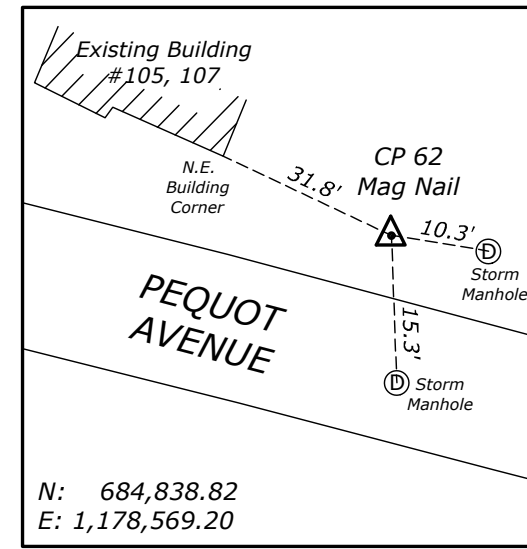 Existing Building
#105, 107
N.E.
Building
Corner
31.8'
CP 62
Mag Nail
10.3'
D
Storm
Manhole
PEQUOT
AVENUE
15.3'
D
Storm
Manhole
N: 684,838.82
E: 1,178,569.20